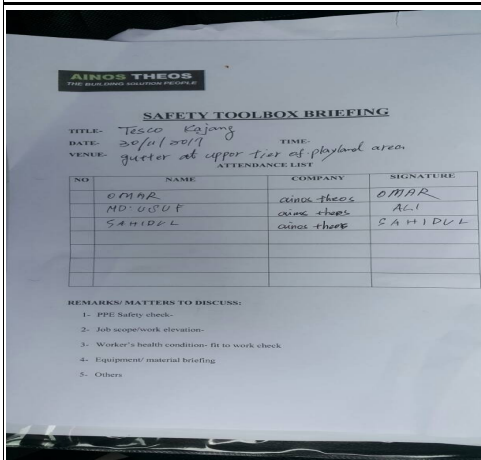 AINOS THEOS
THE BUILDING SOLUTION PEOPLE
SAFETY TOOLBOX BRIEFING
TITLE- Tesco Kajang
DATE- 30/11/2017 TIME-
VENUE- gutter at upper tier of playland area.
ATTENDANCE LIST
NO NAME COMPANY SIGNATURE
OMAR ainos theos OMAR
MD. USUF ainos theos ALI
SAHIDUL ainos theos SAHIDUL
REMARKS/ MATTERS TO DISCUSS:
1- PPE Safety check-
2- Job scope/work elevation-
3- Worker's health condition- fit to work check
4- Equipment/ material briefing
5- Others